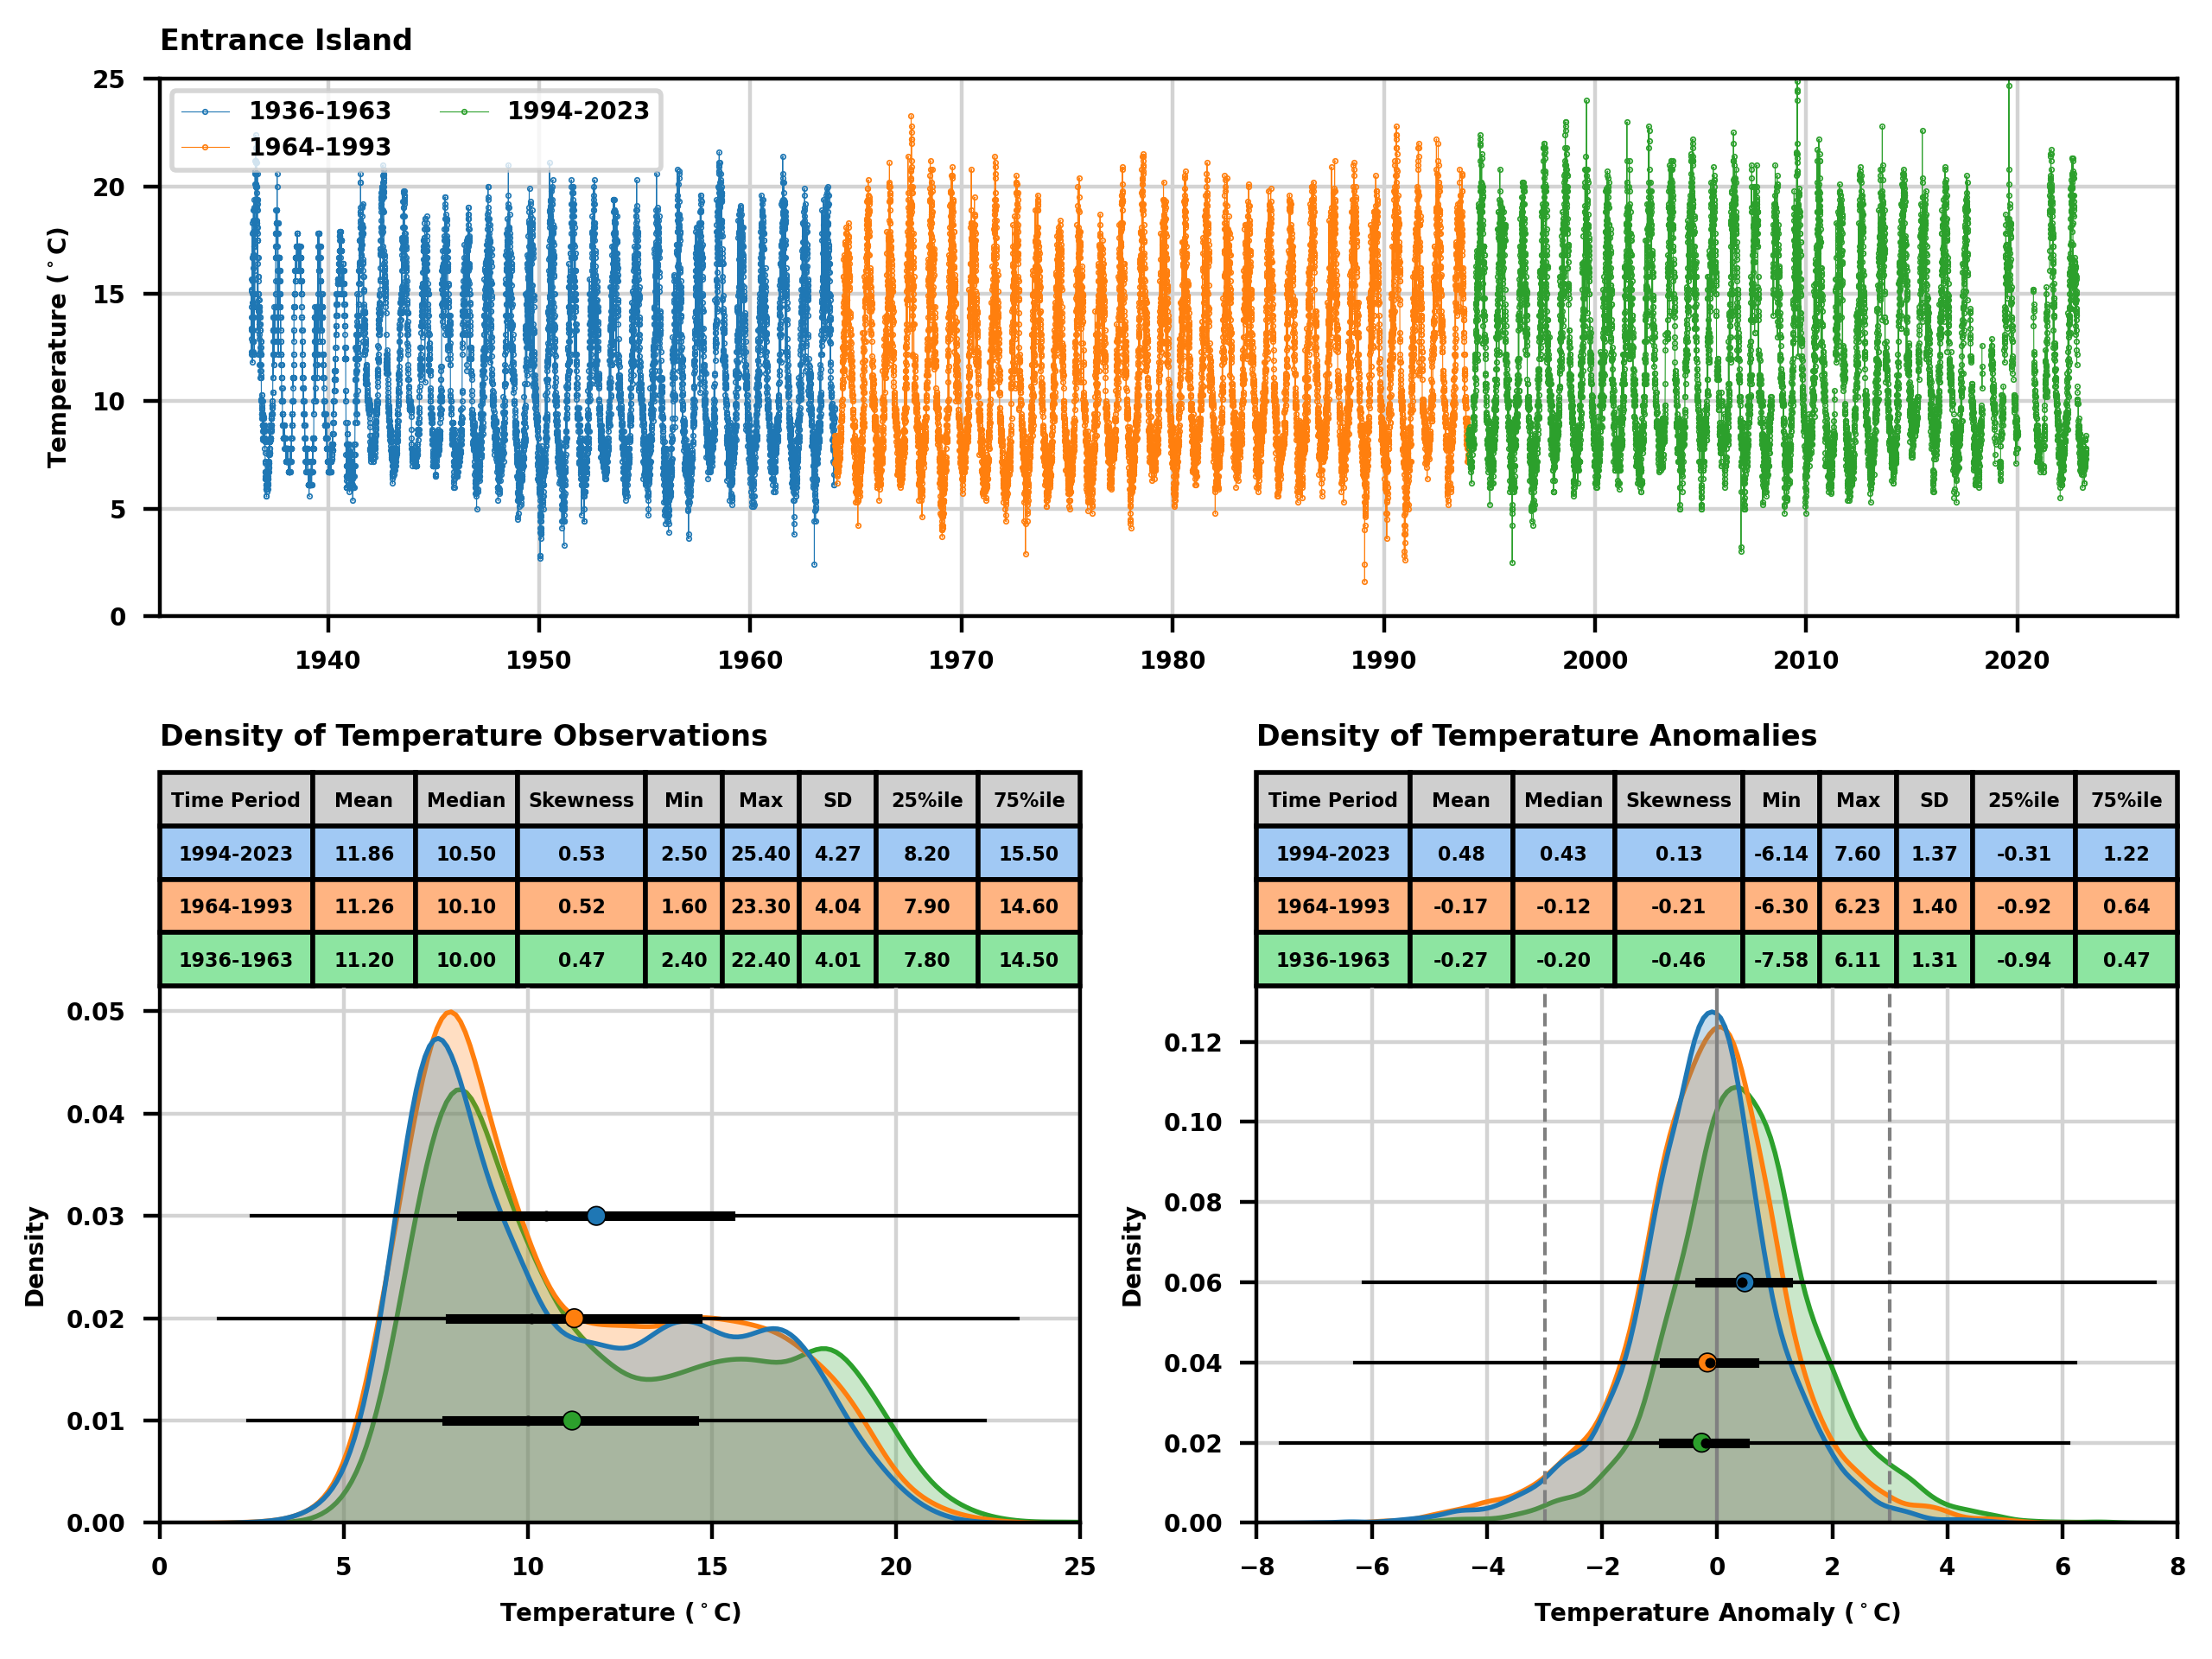 Entrance Island
25
20
15
10
5
0
Temperature (°C)
1936-1963
1964-1993
1994-2023
1940 1950 1960 1970 1980 1990 2000 2010 2020
Density of Temperature Observations
Time Period Mean Median Skewness Min Max SD 25%ile 75%ile
1994-2023 11.86 10.50 0.53 2.50 25.40 4.27 8.20 15.50
1964-1993 11.26 10.10 0.52 1.60 23.30 4.04 7.90 14.60
1936-1963 11.20 10.00 0.47 2.40 22.40 4.01 7.80 14.50
0.05
0.04
0.03
0.02
0.01
0.00
Density
0 5 10 15 20 25
Temperature (°C)
Density of Temperature Anomalies
Time Period Mean Median Skewness Min Max SD 25%ile 75%ile
1994-2023 0.48 0.43 0.13 -6.14 7.60 1.37 -0.31 1.22
1964-1993 -0.17 -0.12 -0.21 -6.30 6.23 1.40 -0.92 0.64
1936-1963 -0.27 -0.20 -0.46 -7.58 6.11 1.31 -0.94 0.47
0.12
0.10
0.08
0.06
0.04
0.02
0.00
Density
−8 −6 −4 −2 0 2 4 6 8
Temperature Anomaly (°C)